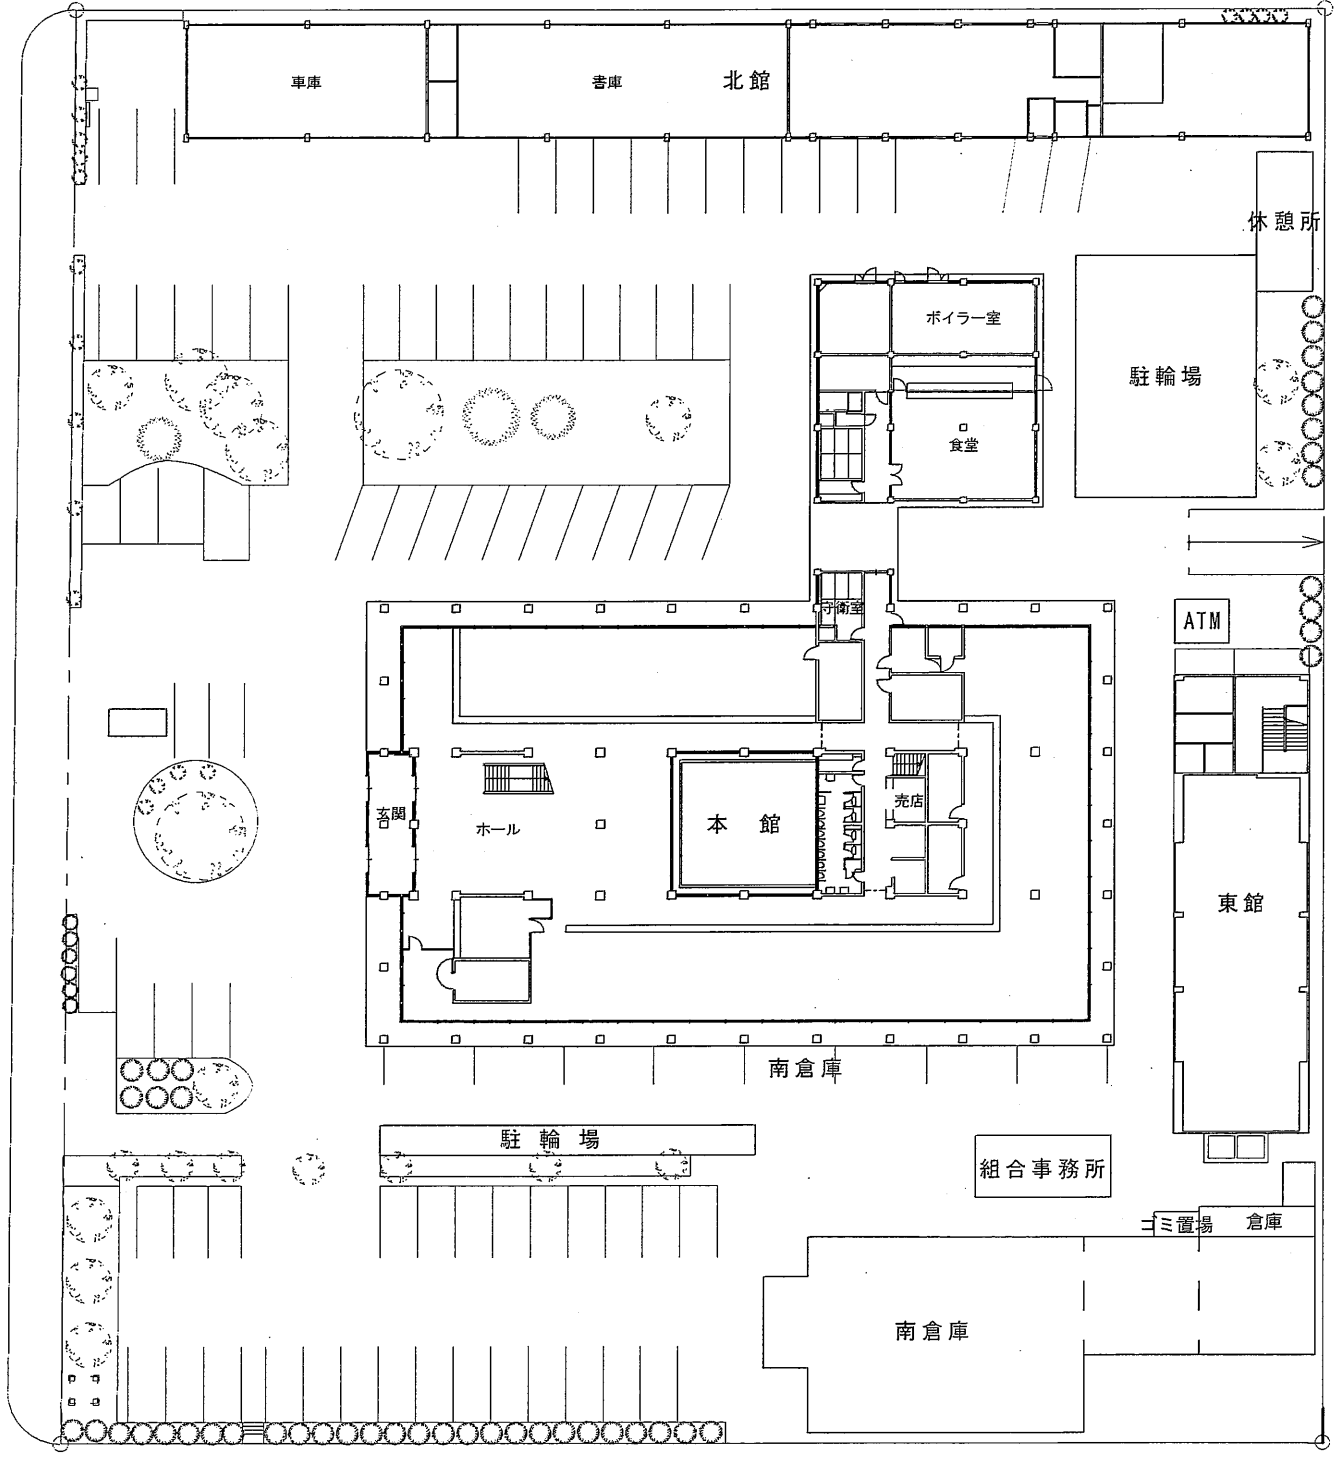 車庫
書庫
北館
休憩所
ボイラー室
駐輪場
食堂
守衛室
ATM
玄関
ホール
本館
売店
東館
南倉庫
駐輪場
組合事務所
ゴミ置場
倉庫
南倉庫